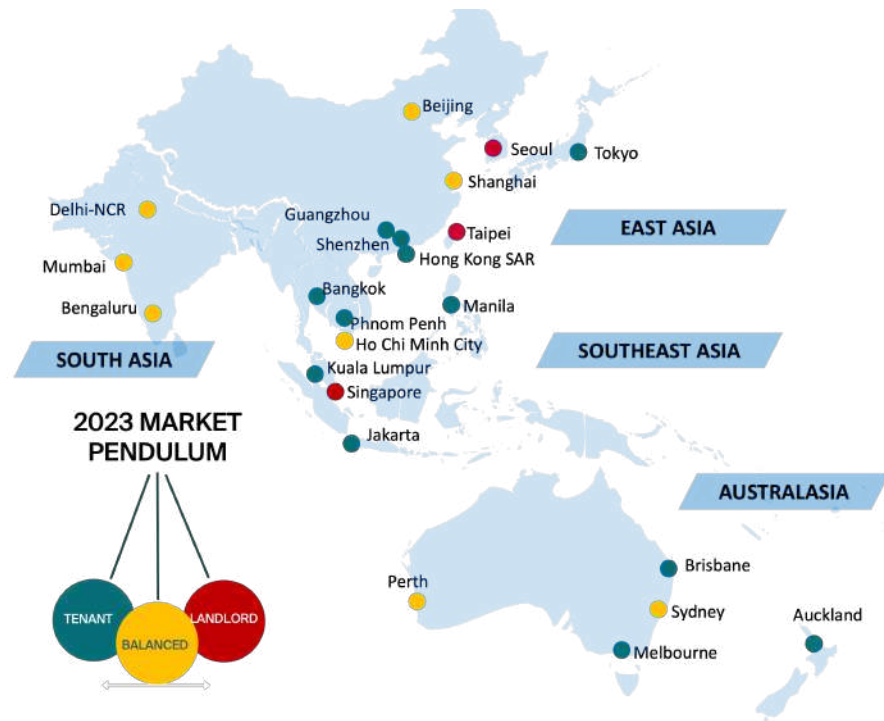 Beijing
Seoul
Tokyo
Shanghai
Delhi-NCR
Guangzhou
EAST ASIA
Taipei
Shenzhen
Hong Kong SAR
Mumbai
Bangkok
Manila
Bengaluru
Phnom Penh
Ho Chi Minh City
SOUTHEAST ASIA
SOUTH ASIA
Kuala Lumpur
Singapore
2023 MARKET
PENDULUM
Jakarta
AUSTRALASIA
Brisbane
Perth
Sydney
Auckland
TENANT
LANDLORD
BALANCED
Melbourne